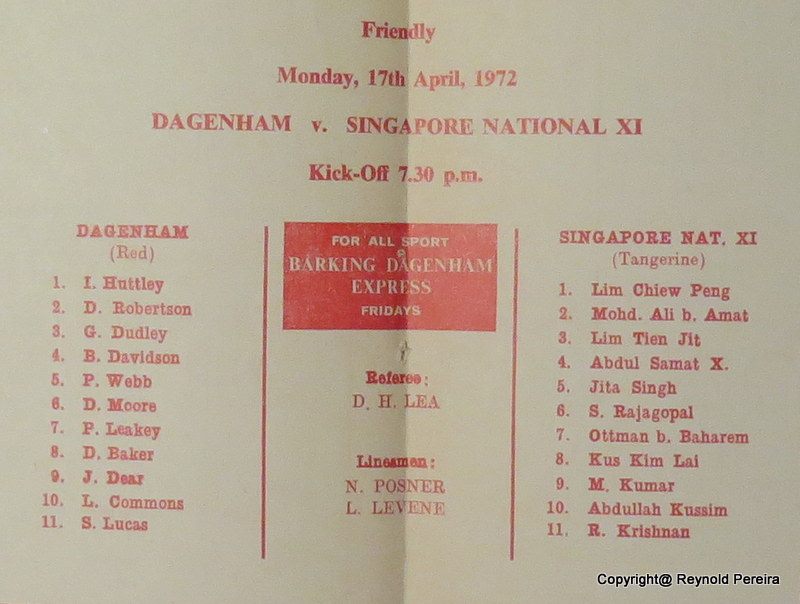 Friendly
Monday, 17th April, 1972
DAGENHAM v. SINGAPORE NATIONAL XI
Kick-Off 7.30 p.m.
DAGENHAM
(Red)
1. I. Huttley
2. D. Robertson
3. G. Dudley
4. B. Davidson
5. P. Webb
6. D. Moore
7. P. Leakey
8. D. Baker
9. J. Dear
10. L. Commons
11. S. Lucas
FOR ALL SPORT
BARKING DAGENHAM
EXPRESS
FRIDAYS
Referee:
D. H. LEA
Linesmen:
N. POSNER
L. LEVENE
SINGAPORE NAT. XI
(Tangerine)
1. Lim Chiew Peng
2. Mohd. Ali b. Amat
3. Lim Tien Jit
4. Abdul Samat X.
5. Jita Singh
6. S. Rajagopal
7. Ottman b. Baharem
8. Kus Kim Lai
9. M. Kumar
10. Abdullah Kussim
11. R. Krishnan
Copyright@ Reynold Pereira